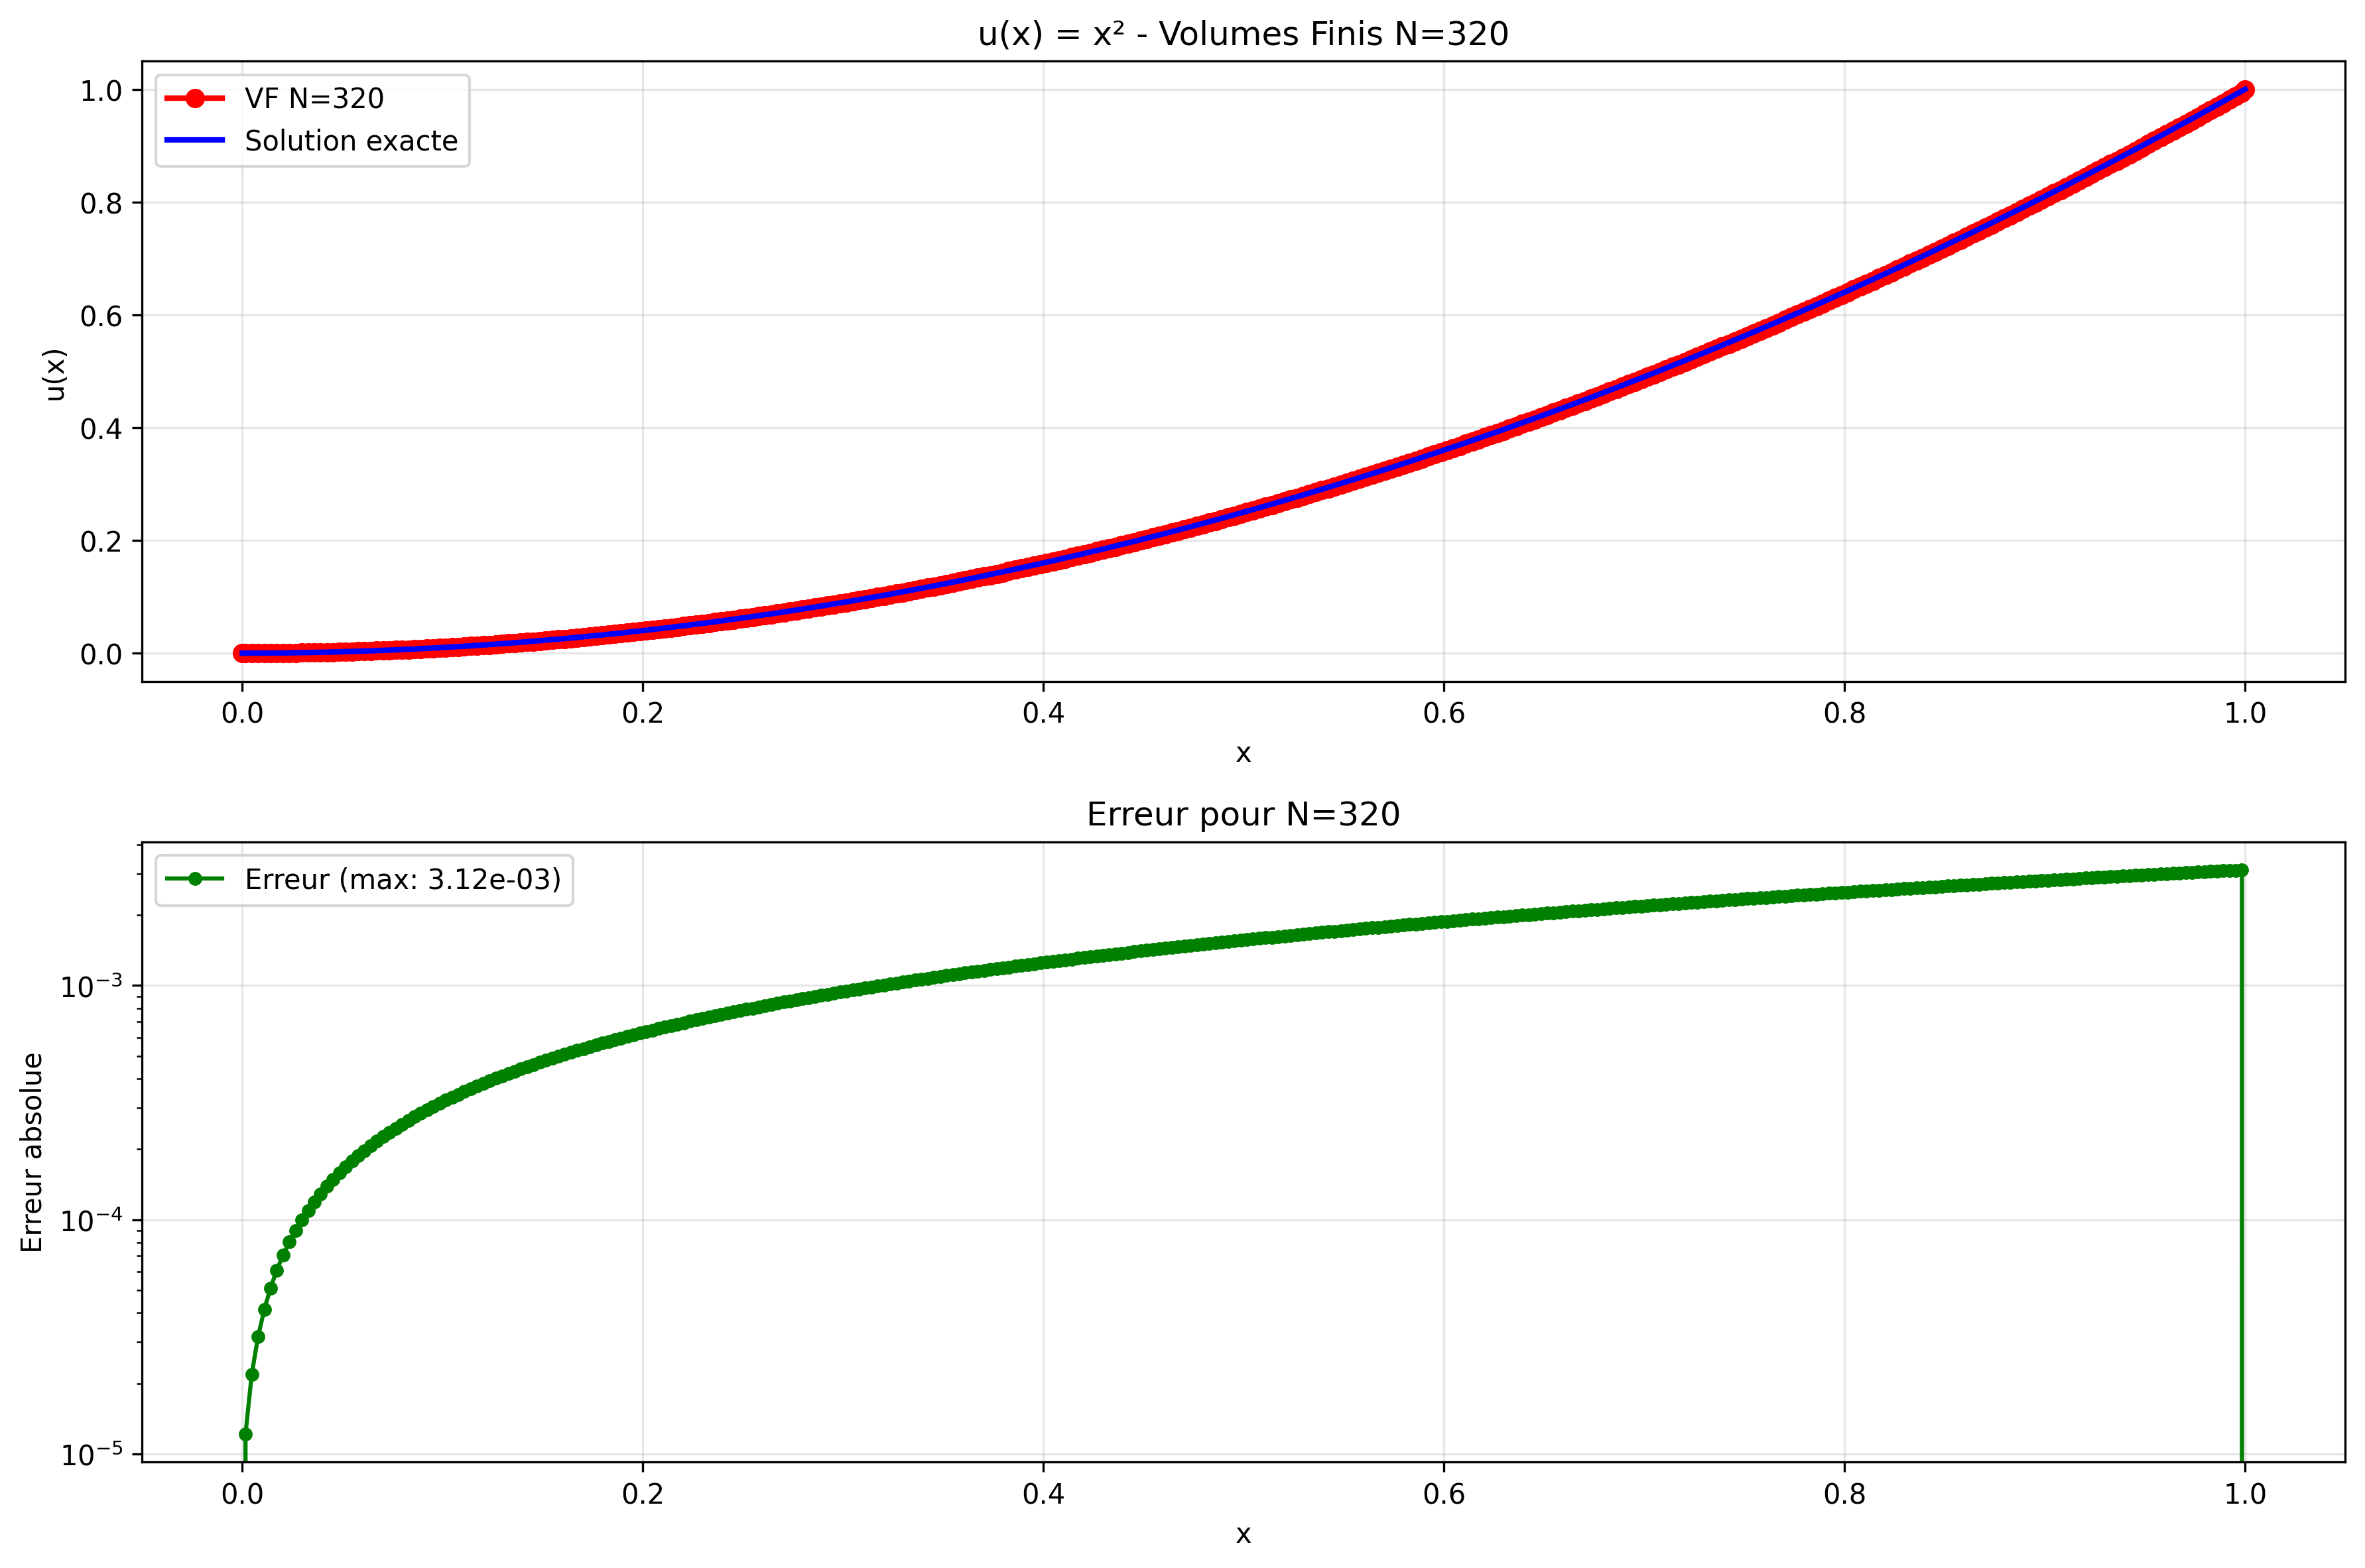 u(x) = x² - Volumes Finis N=320
VF N=320
Solution exacte
u(x)
1.0
0.8
0.6
0.4
0.2
0.0
0.0 0.2 0.4 0.6 0.8 1.0
x
Erreur pour N=320
Erreur (max: 3.12e-03)
Erreur absolue
10⁻³
10⁻⁴
10⁻⁵
0.0 0.2 0.4 0.6 0.8 1.0
x